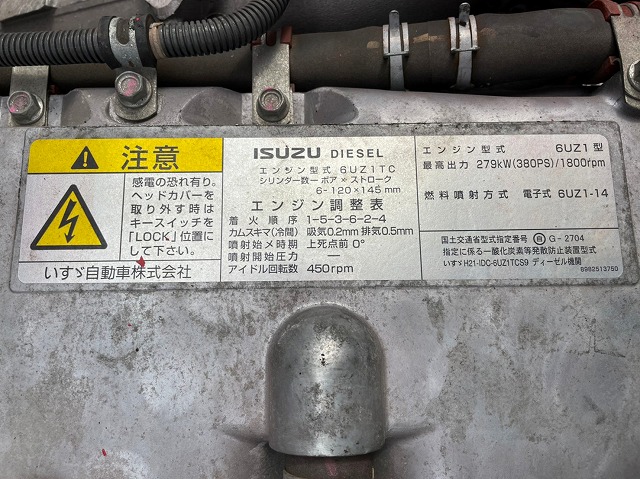 注意
感電の恐れ有り。
ヘッドカバーを
取り外す時は
キースイッチを
「LOCK」位置に
して下さい。
いすゞ自動車株式会社
ISUZU DIESEL
エンジン型式 6UZ1TC
シリンダー数－ボア×ストローク
6-120×145mm
エンジン調整表
着火順序 1-5-3-6-2-4
カムスキマ(冷間) 吸気0.2mm 排気0.5mm
噴射始メ時期 上死点前 0°
噴射開始圧力 ―
アイドル回転数 450rpm
エンジン型式 6UZ1型
最高出力 279kW(380PS)/1800rpm
燃料噴射方式 電子式 6UZ1-14
国土交通省型式指定番号 自 G-2704
指定に係る一酸化炭素等発散防止装置型式
いすゞH21-IDC-6UZ1TCS9 ディーゼル機関
8982513750